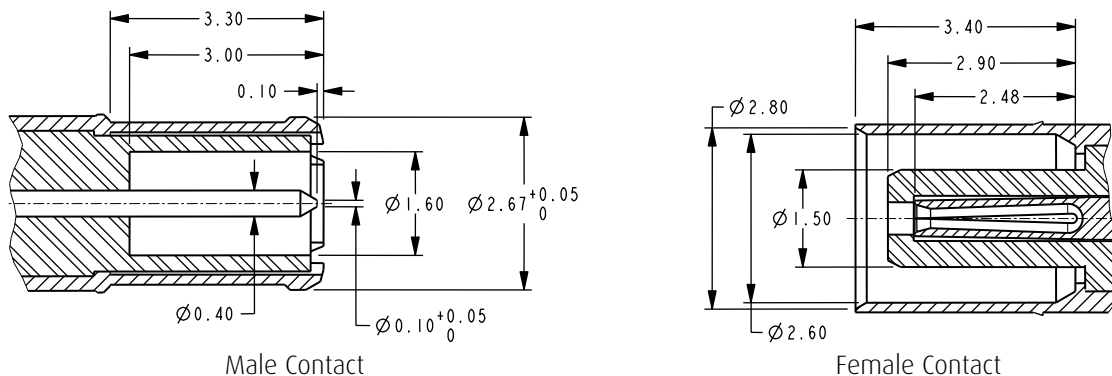 3.30
3.00
0.10
Ø1.60
Ø2.67 +0.05 0
Ø0.40
Ø0.10 +0.05 0
Male Contact
3.40
2.90
2.48
Ø2.80
Ø1.50
Ø2.60
Female Contact